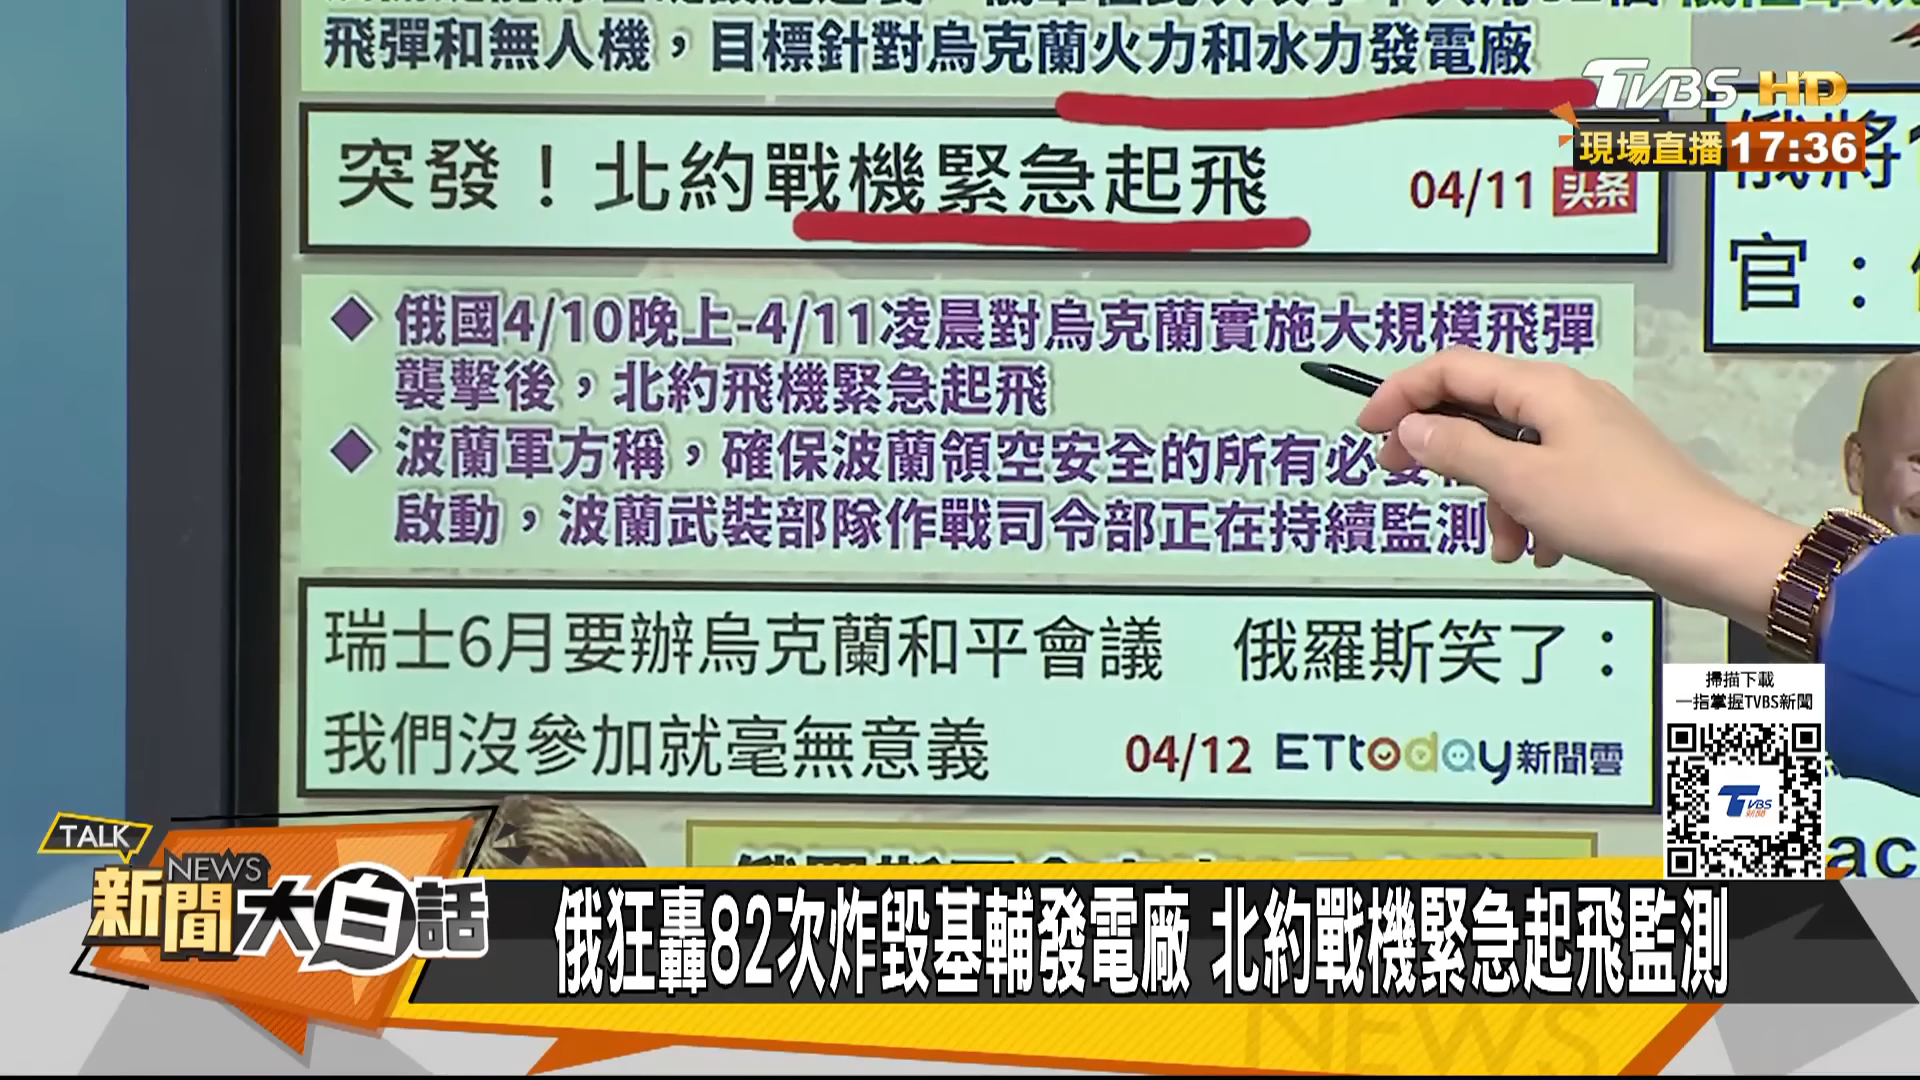 飛彈和無人機，目標針對烏克蘭火力和水力發電廠
TVBS HD
現場直播 17:36
突發！北約戰機緊急起飛
04/11 头条
俄將
官：
◆ 俄國4/10晚上-4/11凌晨對烏克蘭實施大規模飛彈
襲擊後，北約飛機緊急起飛
◆ 波蘭軍方稱，確保波蘭領空安全的所有必要
啟動，波蘭武裝部隊作戰司令部正在持續監測
瑞士6月要辦烏克蘭和平會議 俄羅斯笑了：
我們沒參加就毫無意義
04/12 ETtoday新聞雲
掃描下載
一指掌握TVBS新聞
TVBS
新聞
ac
TALK
NEWS
新聞大白話
俄狂轟82次炸毀基輔發電廠 北約戰機緊急起飛監測
NEWS